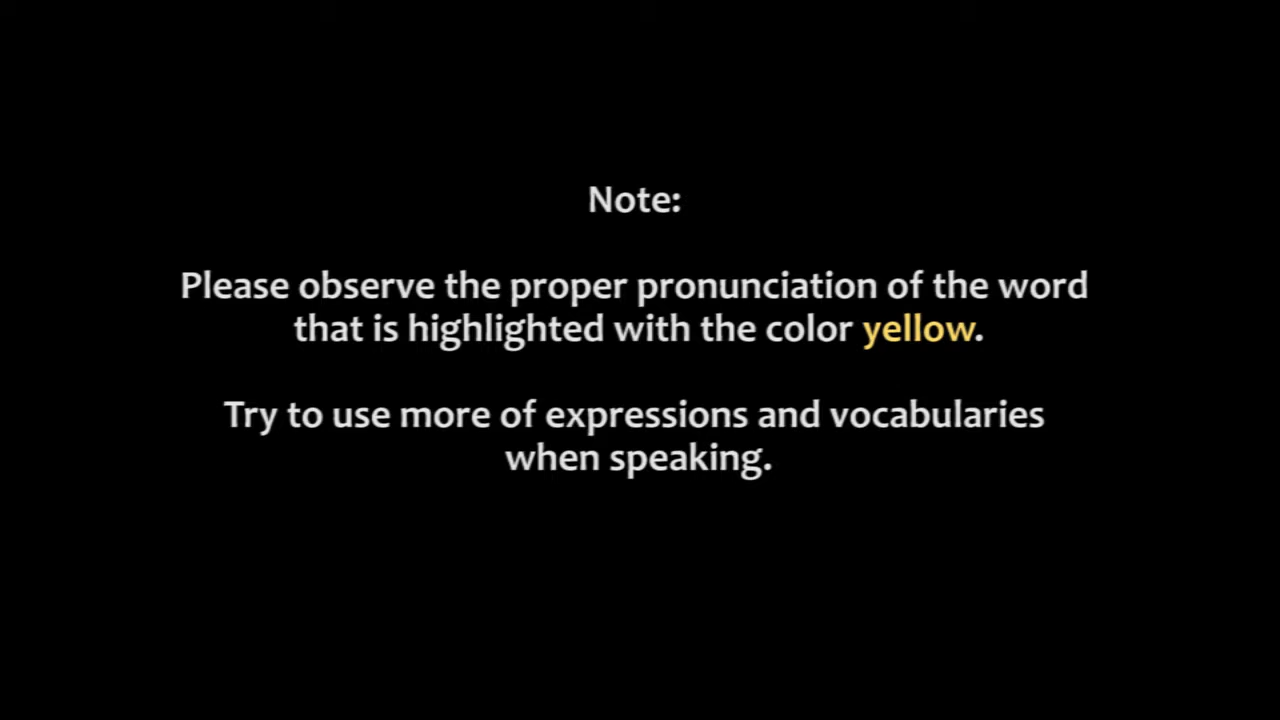 Note:
Please observe the proper pronunciation of the word
that is highlighted with the color yellow.
Try to use more of expressions and vocabularies
when speaking.